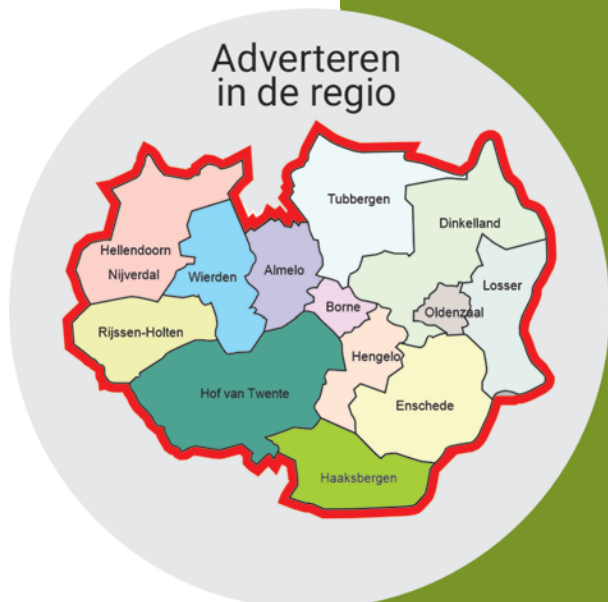 Adverteren
in de regio
Tubbergen
Dinkelland
Hellendoorn
Nijverdal
Wierden
Almelo
Losser
Borne
Oldenzaal
Rijssen-Holten
Hengelo
Hof van Twente
Enschede
Haaksbergen